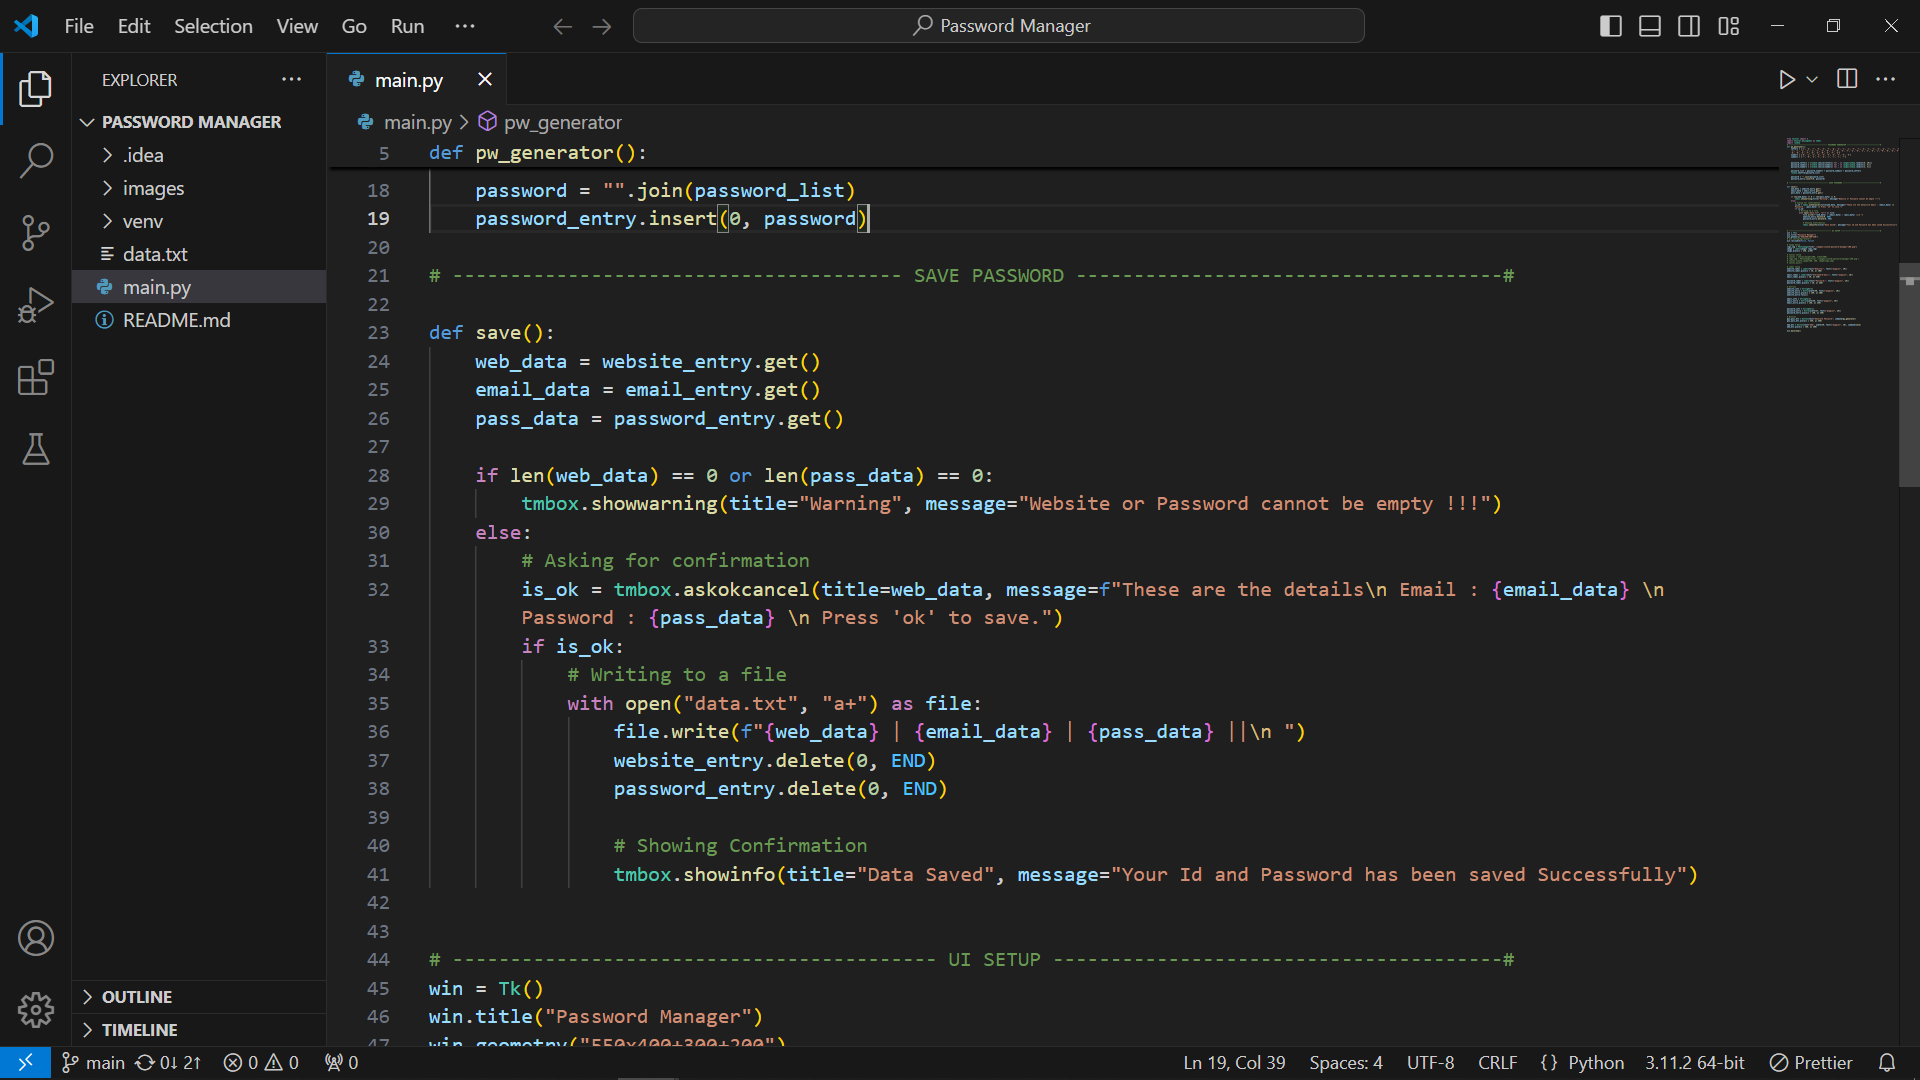 File Edit Selection View Go Run ···
Password Manager
EXPLORER ···
PASSWORD MANAGER
.idea
images
venv
data.txt
main.py
README.md
OUTLINE
TIMELINE
main.py
main.py > pw_generator
5 def pw_generator():
18 password = "".join(password_list)
19 password_entry.insert(0, password)
20
21 # --------------------------------------- SAVE PASSWORD -------------------------------------#
22
23 def save():
24 web_data = website_entry.get()
25 email_data = email_entry.get()
26 pass_data = password_entry.get()
27
28 if len(web_data) == 0 or len(pass_data) == 0:
29 tmbox.showwarning(title="Warning", message="Website or Password cannot be empty !!!")
30 else:
31 # Asking for confirmation
32 is_ok = tmbox.askokcancel(title=web_data, message=f"These are the details\n Email : {email_data} \n
Password : {pass_data} \n Press 'ok' to save.")
33 if is_ok:
34 # Writing to a file
35 with open("data.txt", "a+") as file:
36 file.write(f"{web_data} | {email_data} | {pass_data} ||\n ")
37 website_entry.delete(0, END)
38 password_entry.delete(0, END)
39
40 # Showing Confirmation
41 tmbox.showinfo(title="Data Saved", message="Your Id and Password has been saved Successfully")
42
43
44 # ------------------------------------------ UI SETUP ---------------------------------------#
45 win = Tk()
46 win.title("Password Manager")
47 win.geometry("550x400+300+200")
main 0↓ 2↑ 0 0 0
Ln 19, Col 39 Spaces: 4 UTF-8 CRLF {} Python 3.11.2 64-bit Prettier